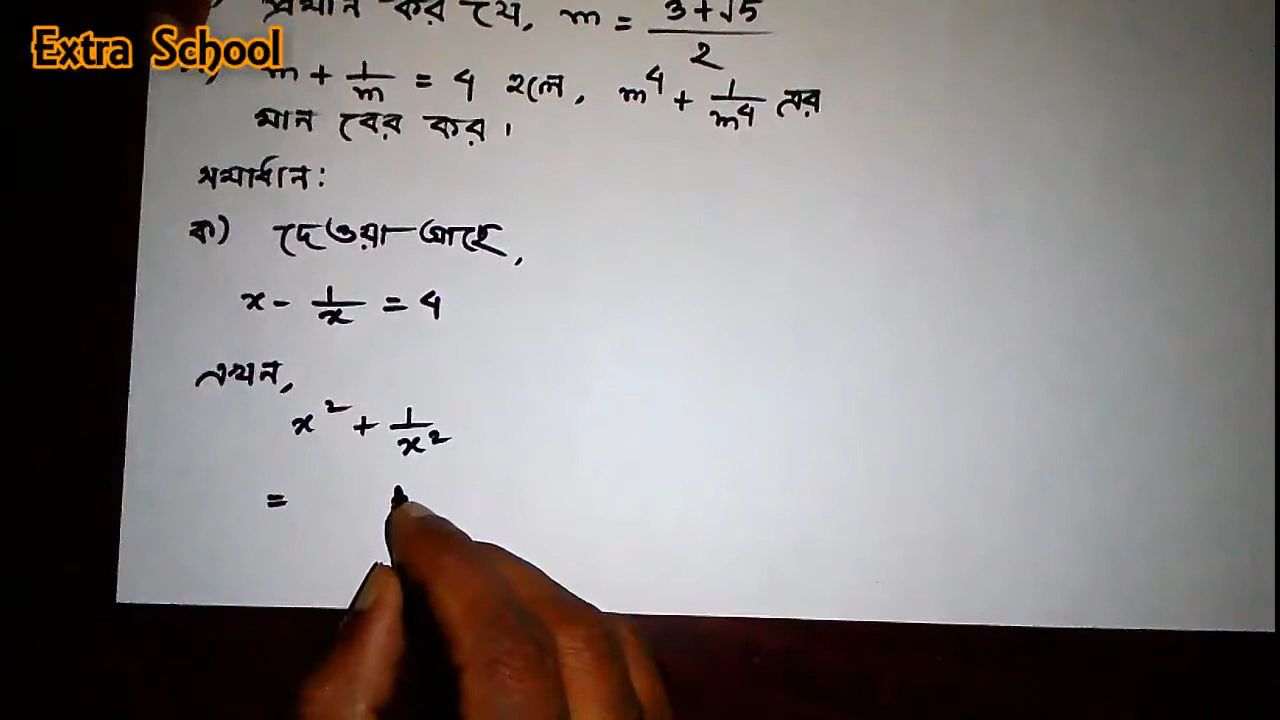 প্রমান কর যে, m = 3+√5 / 2
Extra School
m + 1/m = 4 হলে, m⁴ + 1/m⁴ এর
মান বের কর।
সমাধান:
ক) দেওয়া আছে,
x - 1/x = 4
এখন,
x² + 1/x²
=